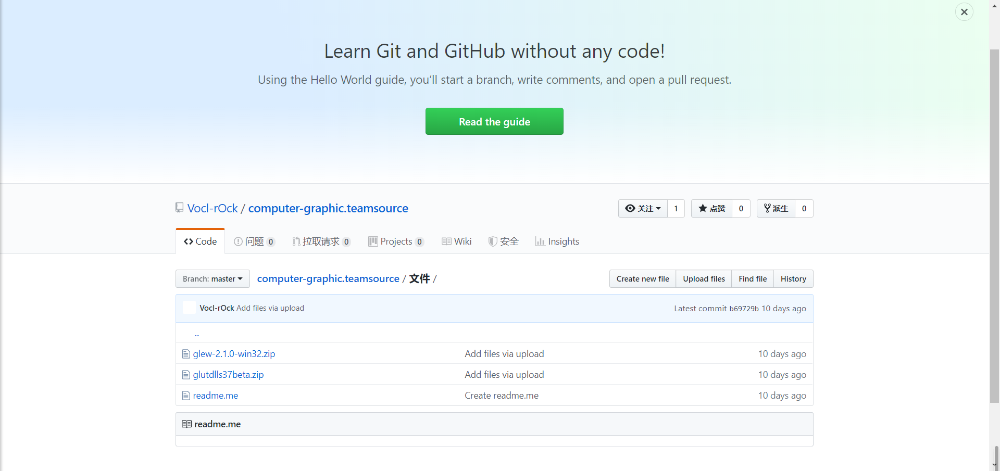 Learn Git and GitHub without any code!
Using the Hello World guide, you’ll start a branch, write comments, and open a pull request.
Read the guide
Vocl-rOck / computer-graphic.teamsource
关注 1 点赞 0 派生 0
Code 问题 0 拉取请求 0 Projects 0 Wiki 安全 Insights
Branch: master computer-graphic.teamsource / 文件 / Create new file Upload files Find file History
Vocl-rOck Add files via upload Latest commit b69729b 10 days ago
..
glew-2.1.0-win32.zip Add files via upload 10 days ago
glutdlls37beta.zip Add files via upload 10 days ago
readme.me Create readme.me 10 days ago
readme.me